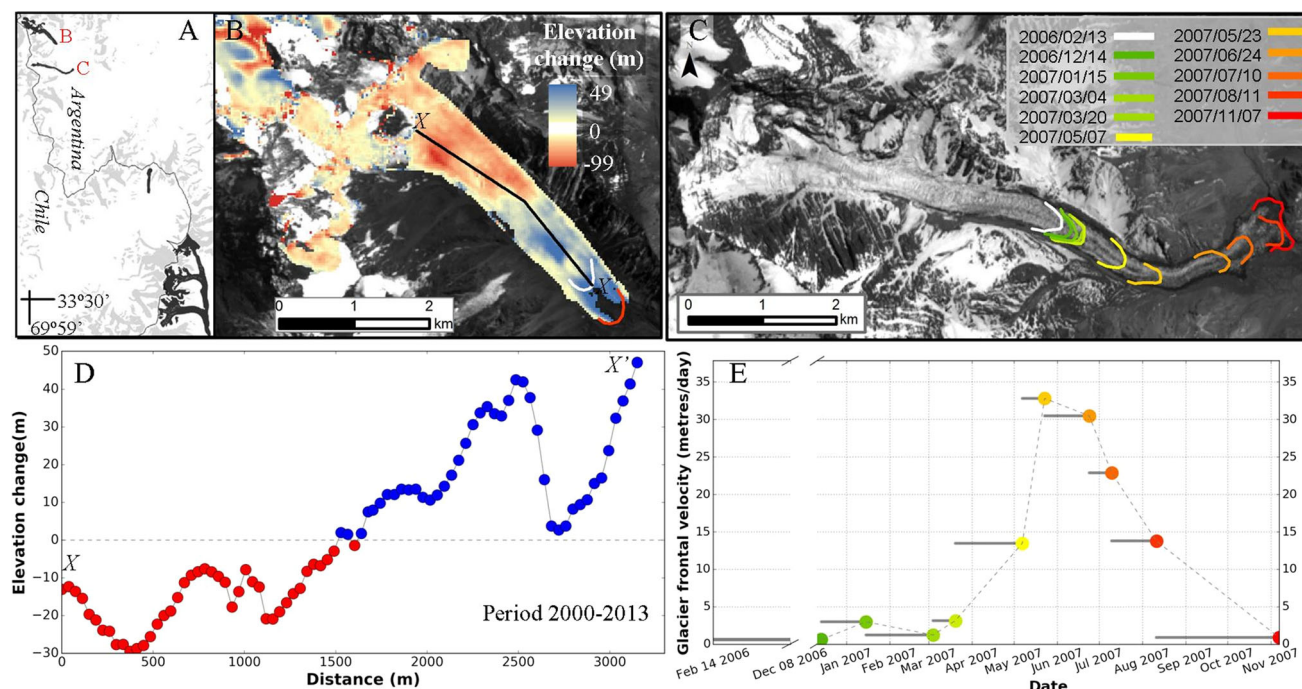 A
B
C
Argentina
Chile
33°30'
69°59'
B
Elevation
change (m)
49
0
-99
X
X'
0 1 2
km
C
2006/02/13
2006/12/14
2007/01/15
2007/03/04
2007/03/20
2007/05/07
2007/05/23
2007/06/24
2007/07/10
2007/08/11
2007/11/07
0 1 2
km
D
Elevation change(m)
50
40
30
20
10
0
−10
−20
−30
X
X'
Period 2000-2013
0 500 1000 1500 2000 2500 3000
Distance (m)
E
Glacier frontal velocity (metres/day)
35
30
25
20
15
10
5
0
35
30
25
20
15
10
5
0
Feb 14 2006
Dec 08 2006
Jan 2007
Feb 2007
Mar 2007
Apr 2007
May 2007
Jun 2007
Jul 2007
Aug 2007
Sep 2007
Oct 2007
Nov 2007
Date